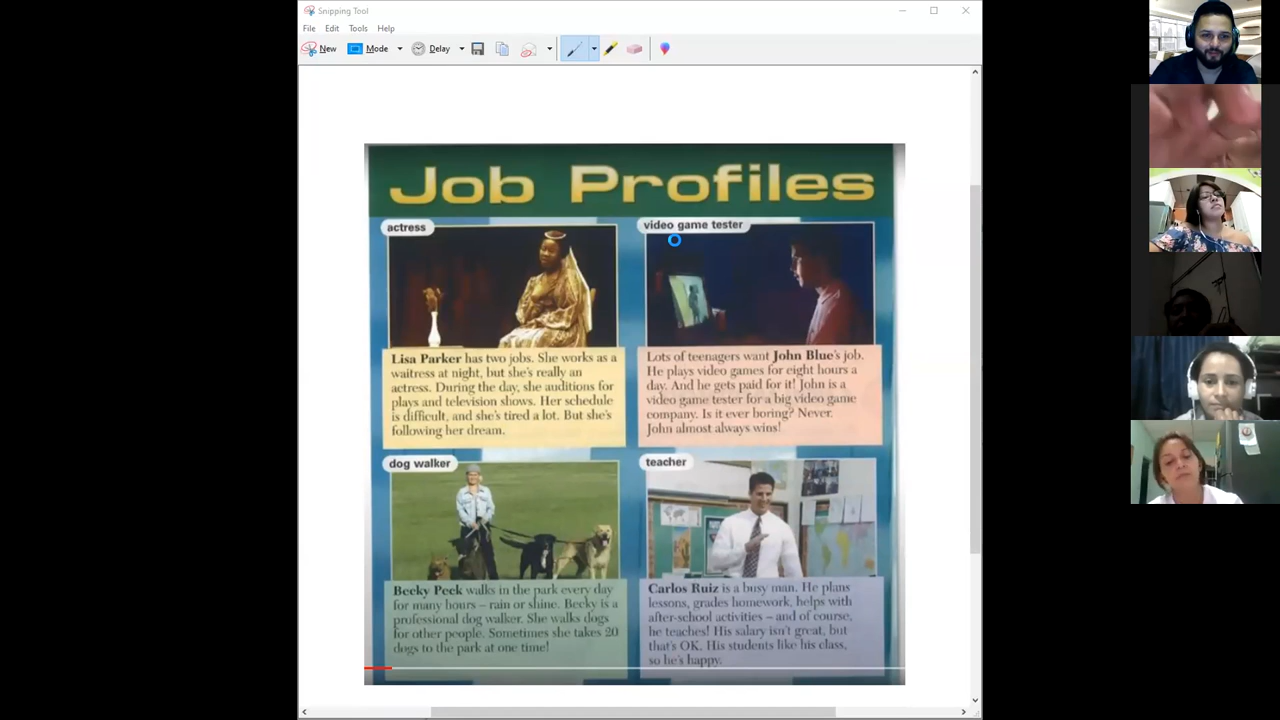 Snipping Tool
File Edit Tools Help
New Mode Delay
Job Profiles
actress
Lisa Parker has two jobs. She works as a
waitress at night, but she's really an
actress. During the day, she auditions for
plays and television shows. Her schedule
is difficult, and she's tired a lot. But she's
following her dream.
video game tester
Lots of teenagers want John Blue's job.
He plays video games for eight hours a
day. And he gets paid for it! John is a
video game tester for a big video game
company. Is it ever boring? Never.
John almost always wins!
dog walker
Becky Peck walks in the park every day
for many hours – rain or shine. Becky is a
professional dog walker. She walks dogs
for other people. Sometimes she takes 20
dogs to the park at one time!
teacher
Carlos Ruiz is a busy man. He plans
lessons, grades homework, helps with
after-school activities – and of course,
he teaches! His salary isn't great, but
that's OK. His students like his class,
so he's happy.